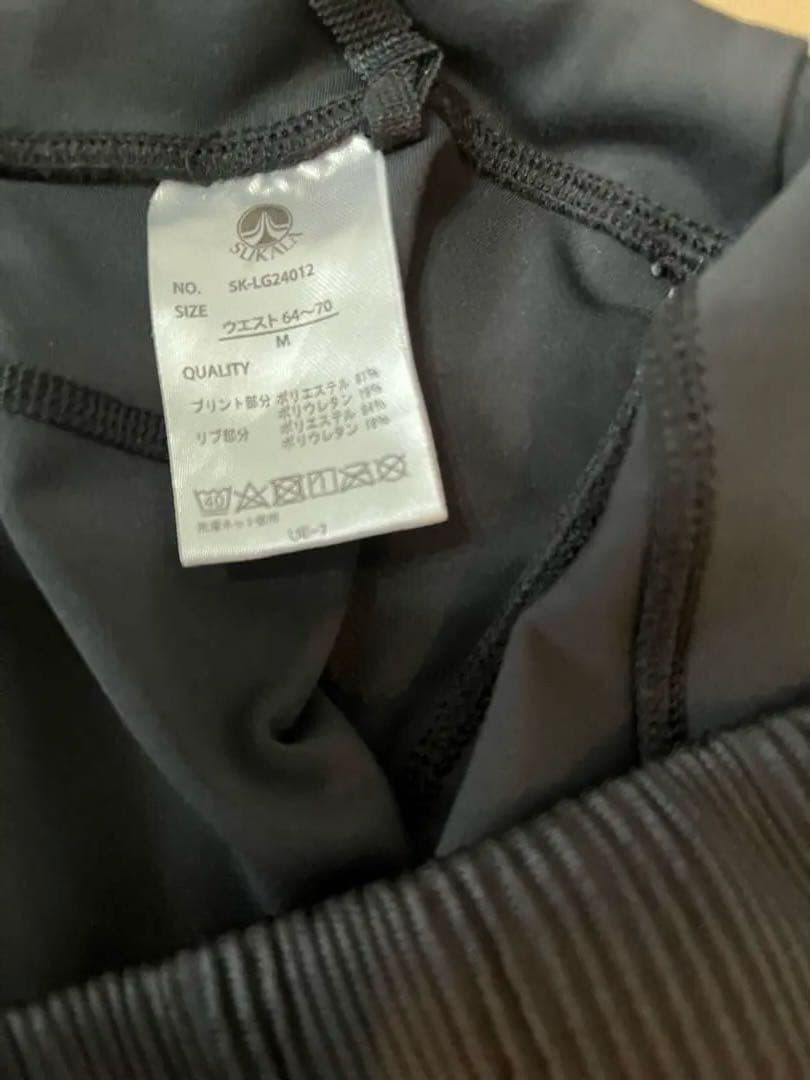 SUKALA
NO. SK-LG24012
SIZE ウエスト 64～70
M
QUALITY
プリント部分 ポリエステル
ポリウレタン
リブ部分 ポリエステル
ポリウレタン
40
洗濯ネット使用